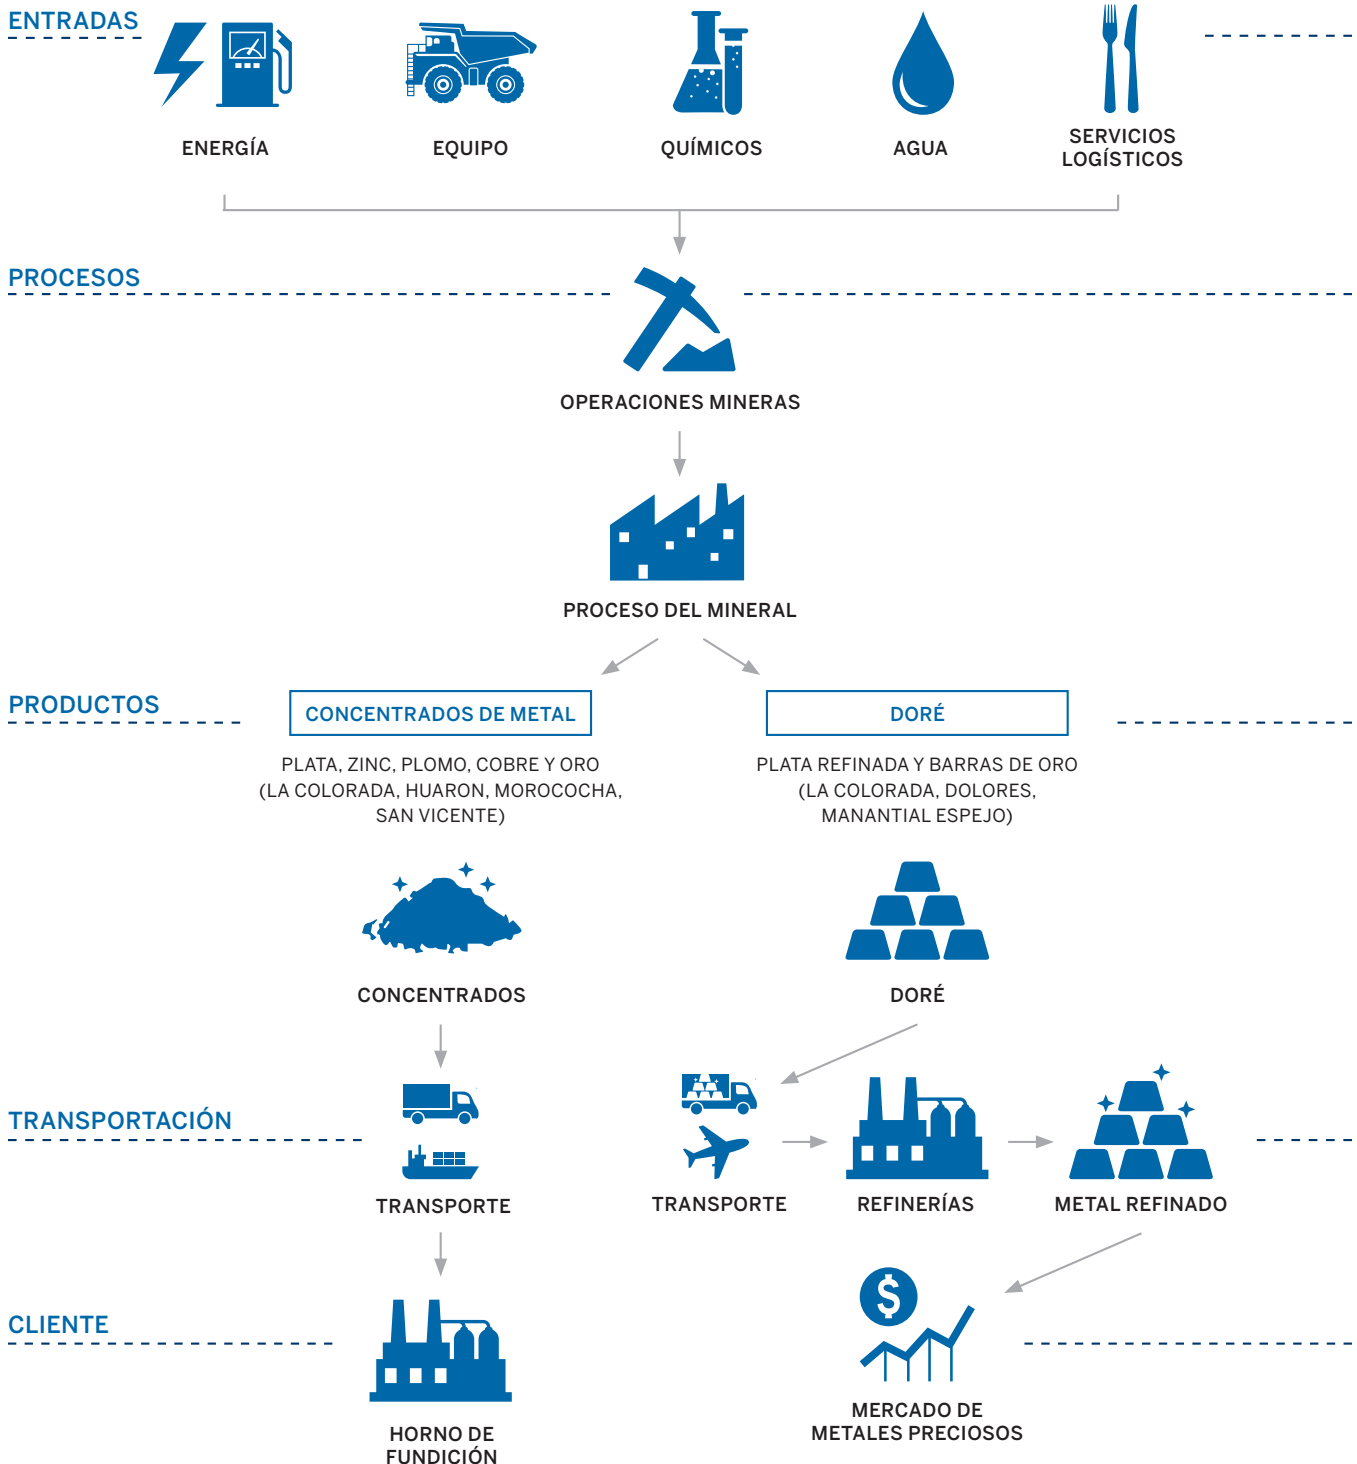 ENTRADAS
ENERGÍA
EQUIPO
QUÍMICOS
AGUA
SERVICIOS
LOGÍSTICOS
PROCESOS
OPERACIONES MINERAS
PROCESO DEL MINERAL
PRODUCTOS
CONCENTRADOS DE METAL
PLATA, ZINC, PLOMO, COBRE Y ORO
(LA COLORADA, HUARON, MOROCOCHA,
SAN VICENTE)
DORÉ
PLATA REFINADA Y BARRAS DE ORO
(LA COLORADA, DOLORES,
MANANTIAL ESPEJO)
CONCENTRADOS
DORÉ
TRANSPORTACIÓN
TRANSPORTE
TRANSPORTE
REFINERÍAS
METAL REFINADO
CLIENTE
HORNO DE
FUNDICIÓN
$
MERCADO DE
METALES PRECIOSOS